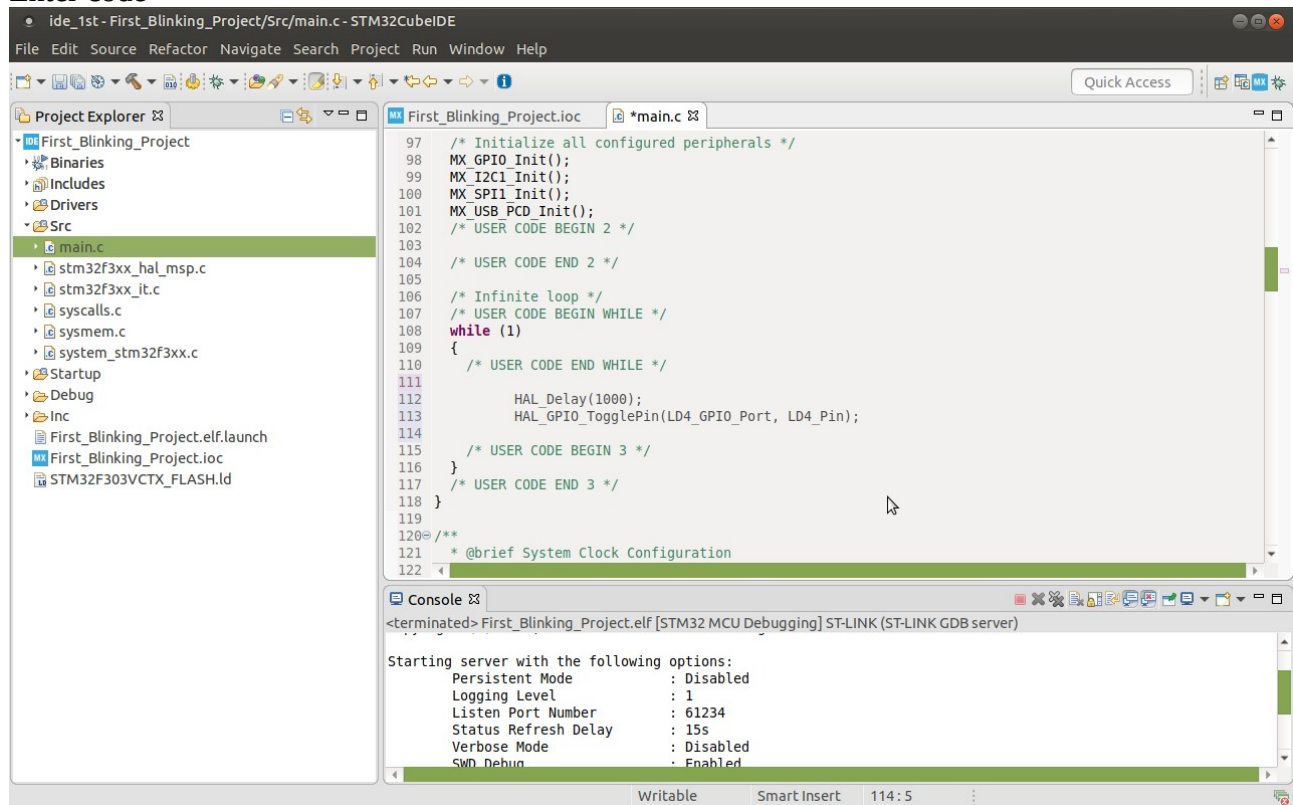 ide_1st - First_Blinking_Project/Src/main.c - STM32CubeIDE
File Edit Source Refactor Navigate Search Project Run Window Help
Quick Access
Project Explorer
First_Blinking_Project
Binaries
Includes
Drivers
Src
main.c
stm32f3xx_hal_msp.c
stm32f3xx_it.c
syscalls.c
sysmem.c
system_stm32f3xx.c
Startup
Debug
Inc
First_Blinking_Project.elf.launch
First_Blinking_Project.ioc
STM32F303VCTX_FLASH.ld
First_Blinking_Project.ioc *main.c
97 /* Initialize all configured peripherals */
98 MX_GPIO_Init();
99 MX_I2C1_Init();
100 MX_SPI1_Init();
101 MX_USB_PCD_Init();
102 /* USER CODE BEGIN 2 */
103
104 /* USER CODE END 2 */
105
106 /* Infinite loop */
107 /* USER CODE BEGIN WHILE */
108 while (1)
109 {
110 /* USER CODE END WHILE */
111
112 HAL_Delay(1000);
113 HAL_GPIO_TogglePin(LD4_GPIO_Port, LD4_Pin);
114
115 /* USER CODE BEGIN 3 */
116 }
117 /* USER CODE END 3 */
118 }
119
120 /**
121 * @brief System Clock Configuration
122
Console
<terminated> First_Blinking_Project.elf [STM32 MCU Debugging] ST-LINK (ST-LINK GDB server)
Starting server with the following options:
Persistent Mode : Disabled
Logging Level : 1
Listen Port Number : 61234
Status Refresh Delay : 15s
Verbose Mode : Disabled
SWD Debug : Enabled
Writable Smart Insert 114:5